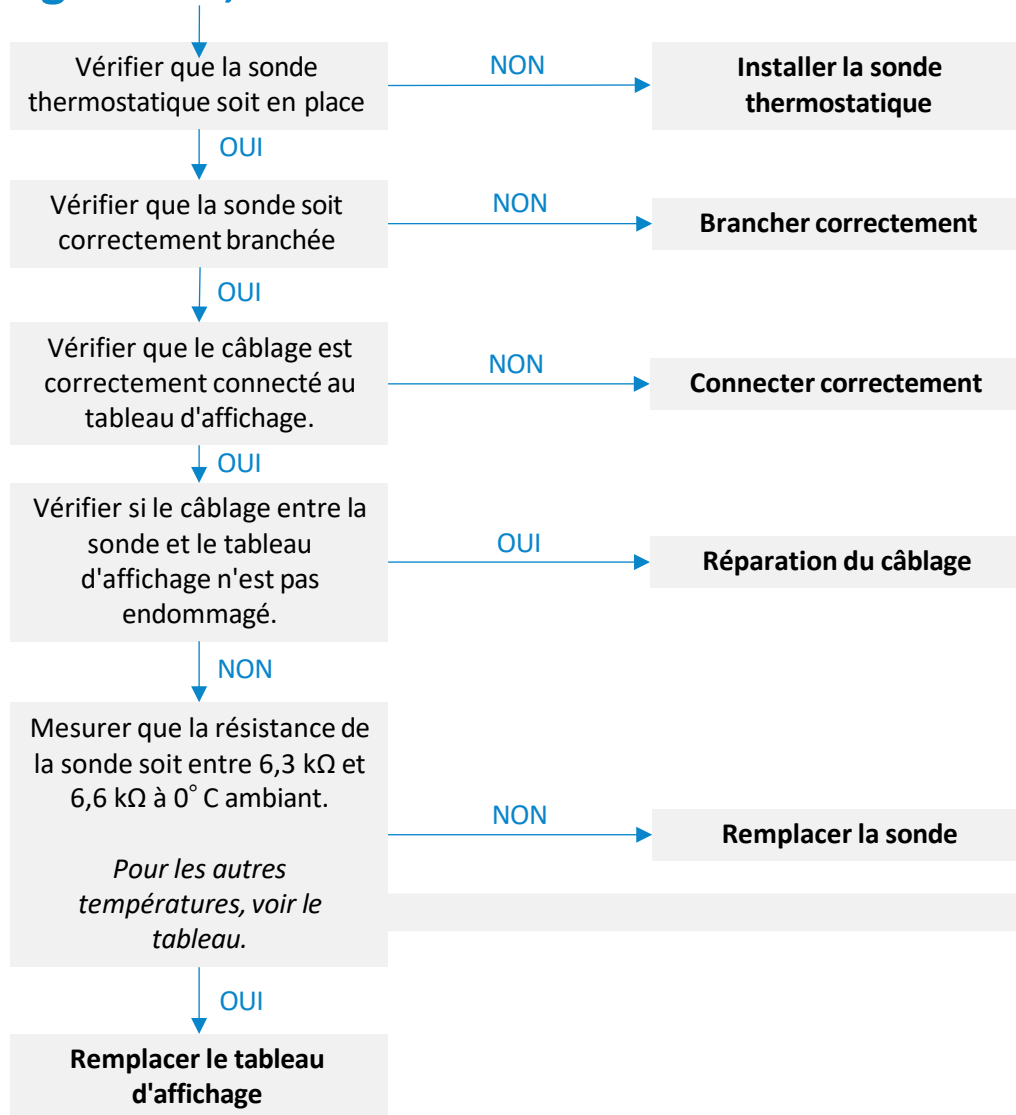 Vérifier que la sonde
thermostatique soit en place
NON
Installer la sonde
thermostatique
OUI
Vérifier que la sonde soit
correctement branchée
NON
Brancher correctement
OUI
Vérifier que le câblage est
correctement connecté au
tableau d'affichage.
NON
Connecter correctement
OUI
Vérifier si le câblage entre la
sonde et le tableau
d'affichage n'est pas
endommagé.
OUI
Réparation du câblage
NON
Mesurer que la résistance de
la sonde soit entre 6,3 kΩ et
6,6 kΩ à 0° C ambiant.
Pour les autres
températures, voir le
tableau.
NON
Remplacer la sonde
OUI
Remplacer le tableau
d'affichage